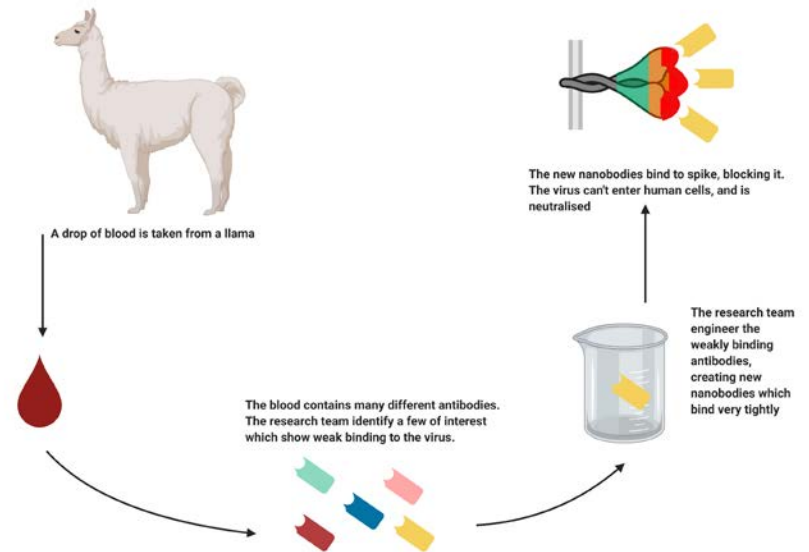 A drop of blood is taken from a llama
The blood contains many different antibodies.
The research team identify a few of interest
which show weak binding to the virus.
The research team
engineer the
weakly binding
antibodies,
creating new
nanobodies which
bind very tightly
The new nanobodies bind to spike, blocking it.
The virus can't enter human cells, and is
neutralised